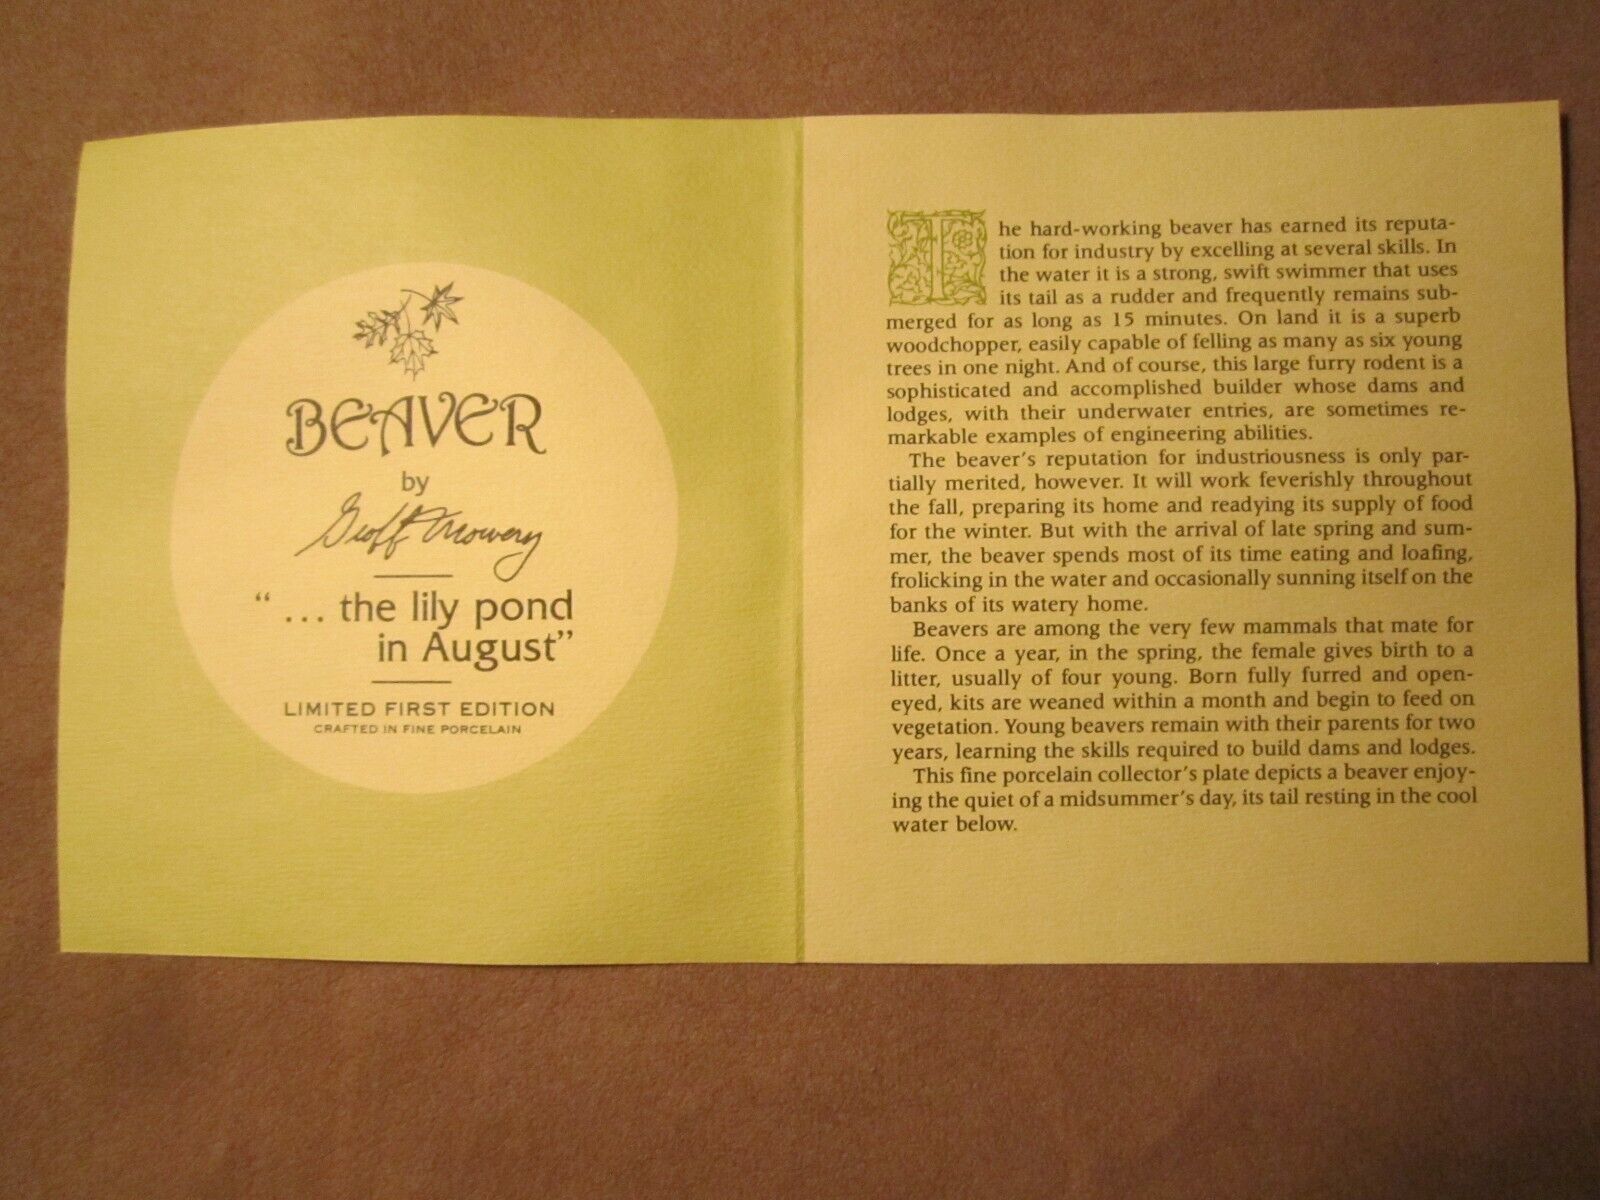 BEAVER
by
Geoff Mowery
“... the lily pond
in August”
LIMITED FIRST EDITION
CRAFTED IN FINE PORCELAIN
The hard-working beaver has earned its reputa-
tion for industry by excelling at several skills. In
the water it is a strong, swift swimmer that uses
its tail as a rudder and frequently remains sub-
merged for as long as 15 minutes. On land it is a superb
woodchopper, easily capable of felling as many as six young
trees in one night. And of course, this large furry rodent is a
sophisticated and accomplished builder whose dams and
lodges, with their underwater entries, are sometimes re-
markable examples of engineering abilities.
The beaver’s reputation for industriousness is only par-
tially merited, however. It will work feverishly throughout
the fall, preparing its home and readying its supply of food
for the winter. But with the arrival of late spring and sum-
mer, the beaver spends most of its time eating and loafing,
frolicking in the water and occasionally sunning itself on the
banks of its watery home.
Beavers are among the very few mammals that mate for
life. Once a year, in the spring, the female gives birth to a
litter, usually of four young. Born fully furred and open-
eyed, kits are weaned within a month and begin to feed on
vegetation. Young beavers remain with their parents for two
years, learning the skills required to build dams and lodges.
This fine porcelain collector’s plate depicts a beaver enjoy-
ing the quiet of a midsummer’s day, its tail resting in the cool
water below.